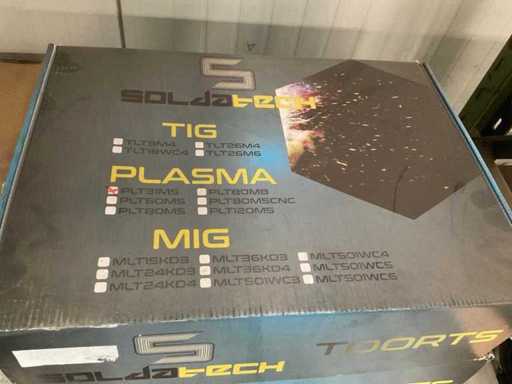 SOLDATECH
TIG
TLT9M4 TLT26M4
TLT18WC4 TLT26M6
PLASMA
PLT31M5 PLT80M8
PLT60M5 PLT80M5CNC
PLT80M5 PLT120M5
MIG
MLT15KD3 MLT36KD3 MLT501WC4
MLT24KD3 MLT36KD4 MLT501WC5
MLT24KD4 MLT501WC3 MLT501WC6
SOLDATECH TOORTS